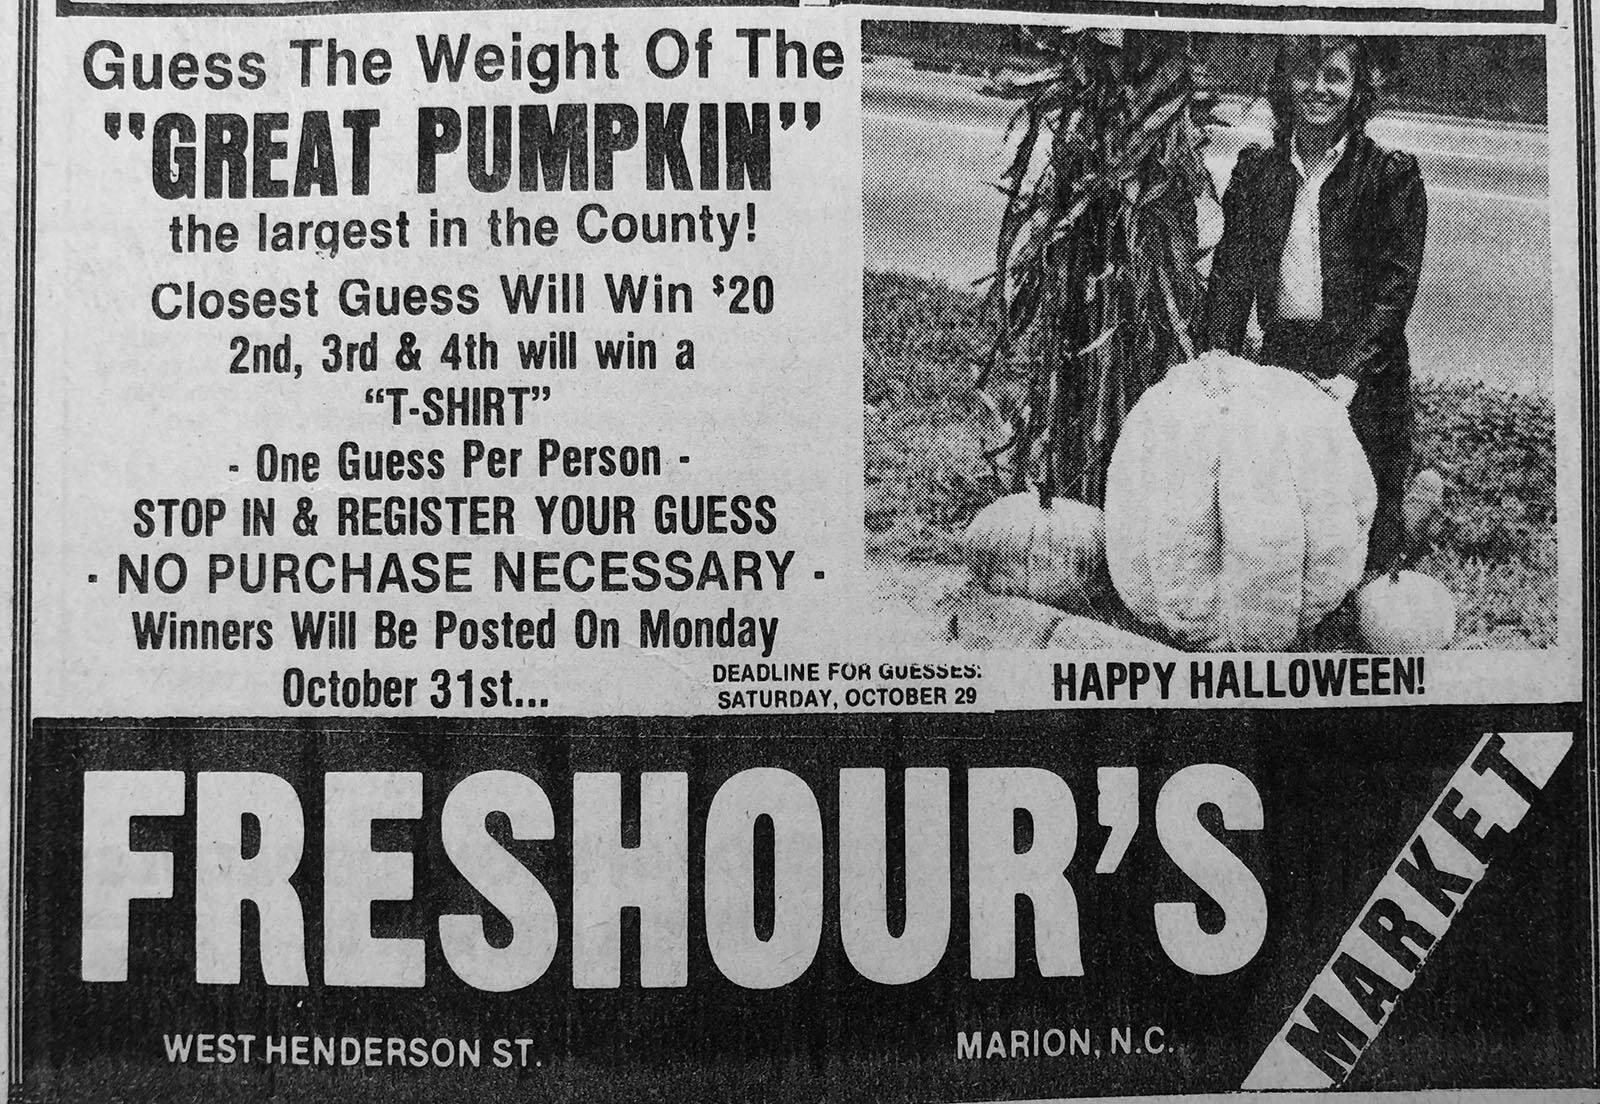 Guess The Weight Of The
"GREAT PUMPKIN"
the largest in the County!
Closest Guess Will Win $20
2nd, 3rd & 4th will win a
"T-SHIRT"
- One Guess Per Person -
STOP IN & REGISTER YOUR GUESS
- NO PURCHASE NECESSARY -
Winners Will Be Posted On Monday
October 31st...
DEADLINE FOR GUESSES:
SATURDAY, OCTOBER 29
HAPPY HALLOWEEN!
FRESHOUR'S
MARKET
WEST HENDERSON ST.
MARION, N.C.